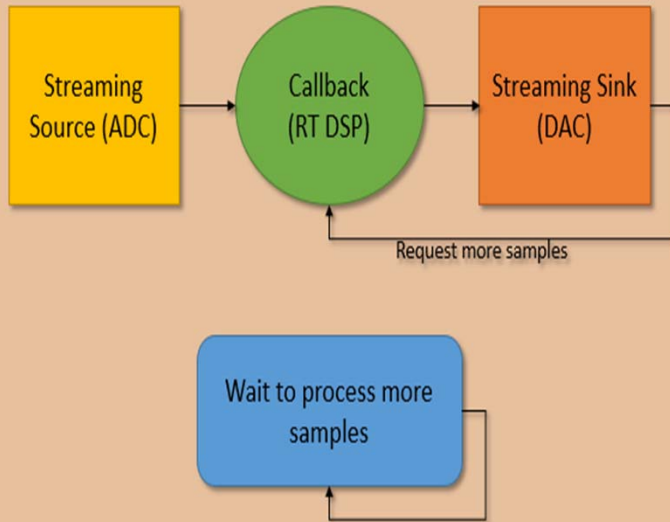 Streaming
Source (ADC)
Callback
(RT DSP)
Streaming Sink
(DAC)
Request more samples
Wait to process more
samples